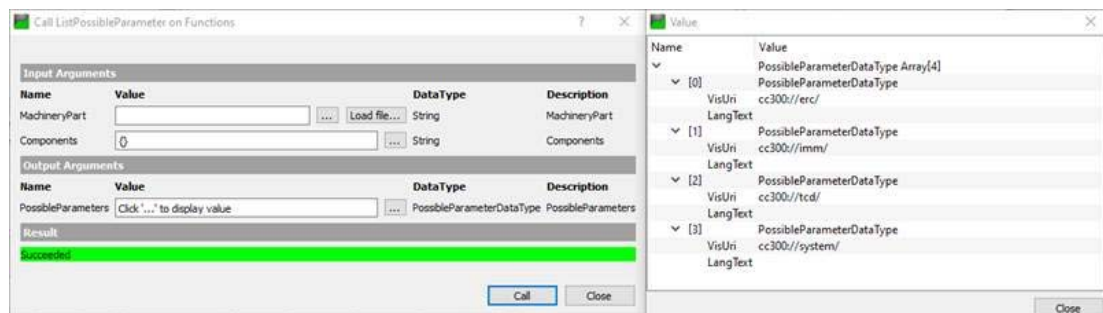 Call ListPossibleParameter on Functions
Input Arguments
Name Value DataType Description
MachineryPart ... Load file... String MachineryPart
Components {} ... String Components
Output Arguments
Name Value DataType Description
PossibleParameters Click '...' to display value ... PossibleParameterDataType PossibleParameters
Result
Succeeded
Call Close
Value
Name Value
PossibleParameterDataType Array[4]
[0] PossibleParameterDataType
VisUri cc300://erc/
LangText
[1] PossibleParameterDataType
VisUri cc300://imm/
LangText
[2] PossibleParameterDataType
VisUri cc300://tcd/
LangText
[3] PossibleParameterDataType
VisUri cc300://system/
LangText
Close